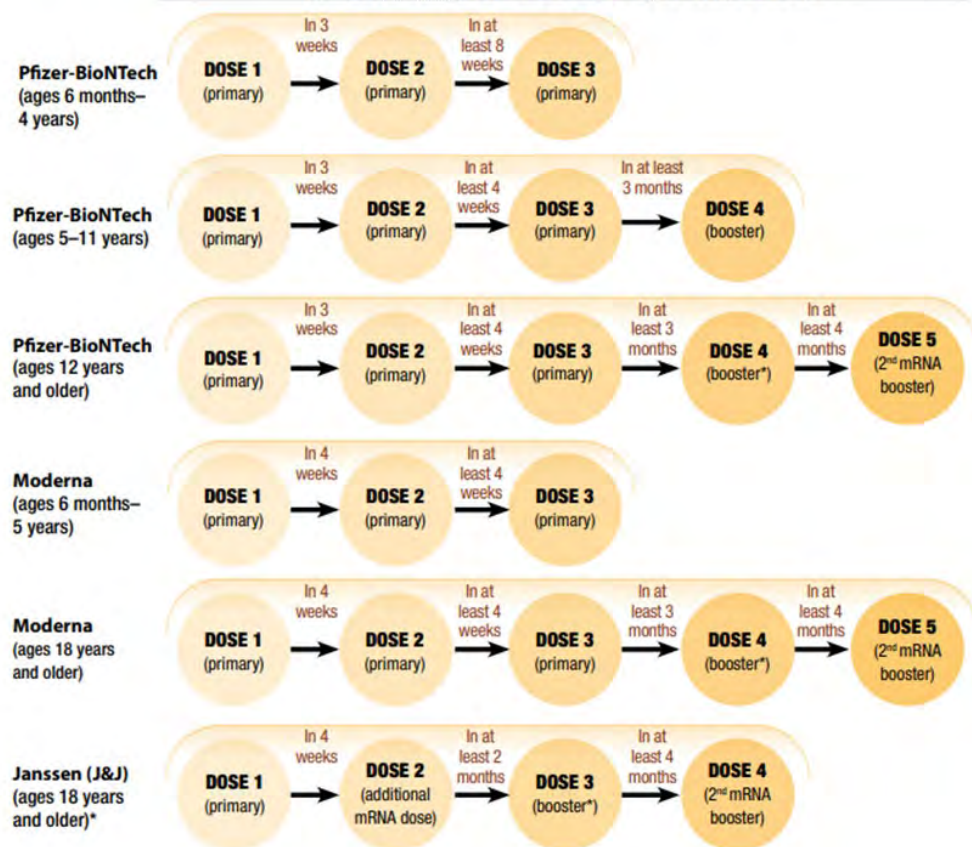 Pfizer-BioNTech
(ages 6 months–
4 years)
DOSE 1
(primary)
In 3
weeks
DOSE 2
(primary)
In at
least 8
weeks
DOSE 3
(primary)
Pfizer-BioNTech
(ages 5–11 years)
DOSE 1
(primary)
In 3
weeks
DOSE 2
(primary)
In at
least 4
weeks
DOSE 3
(primary)
In at least
3 months
DOSE 4
(booster)
Pfizer-BioNTech
(ages 12 years
and older)
DOSE 1
(primary)
In 3
weeks
DOSE 2
(primary)
In at
least 4
weeks
DOSE 3
(primary)
In at
least 3
months
DOSE 4
(booster*)
In at
least 4
months
DOSE 5
(2nd mRNA
booster)
Moderna
(ages 6 months–
5 years)
DOSE 1
(primary)
In 4
weeks
DOSE 2
(primary)
In at
least 4
weeks
DOSE 3
(primary)
Moderna
(ages 18 years
and older)
DOSE 1
(primary)
In 4
weeks
DOSE 2
(primary)
In at
least 4
weeks
DOSE 3
(primary)
In at
least 3
months
DOSE 4
(booster*)
In at
least 4
months
DOSE 5
(2nd mRNA
booster)
Janssen (J&J)
(ages 18 years
and older)*
DOSE 1
(primary)
In 4
weeks
DOSE 2
(additional
mRNA dose)
In at
least 2
months
DOSE 3
(booster*)
In at
least 4
months
DOSE 4
(2nd mRNA
booster)